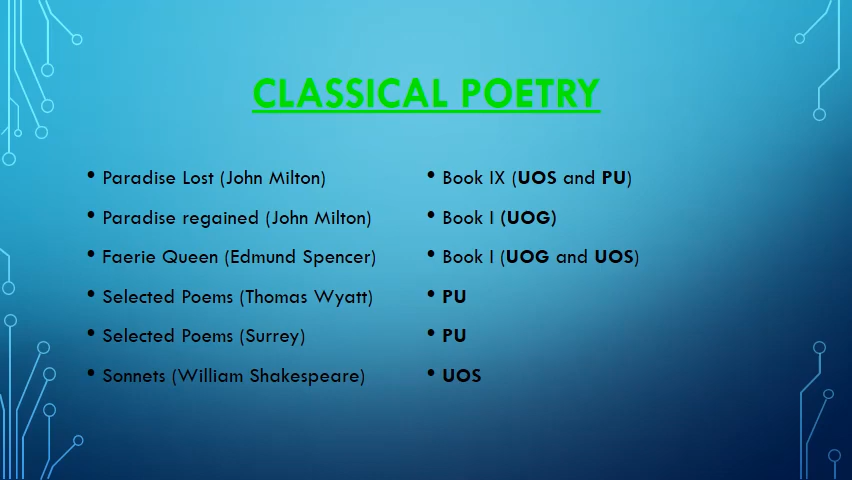 CLASSICAL POETRY
• Paradise Lost (John Milton)
• Paradise regained (John Milton)
• Faerie Queen (Edmund Spencer)
• Selected Poems (Thomas Wyatt)
• Selected Poems (Surrey)
• Sonnets (William Shakespeare)
• Book IX (UOS and PU)
• Book I (UOG)
• Book I (UOG and UOS)
• PU
• PU
• UOS